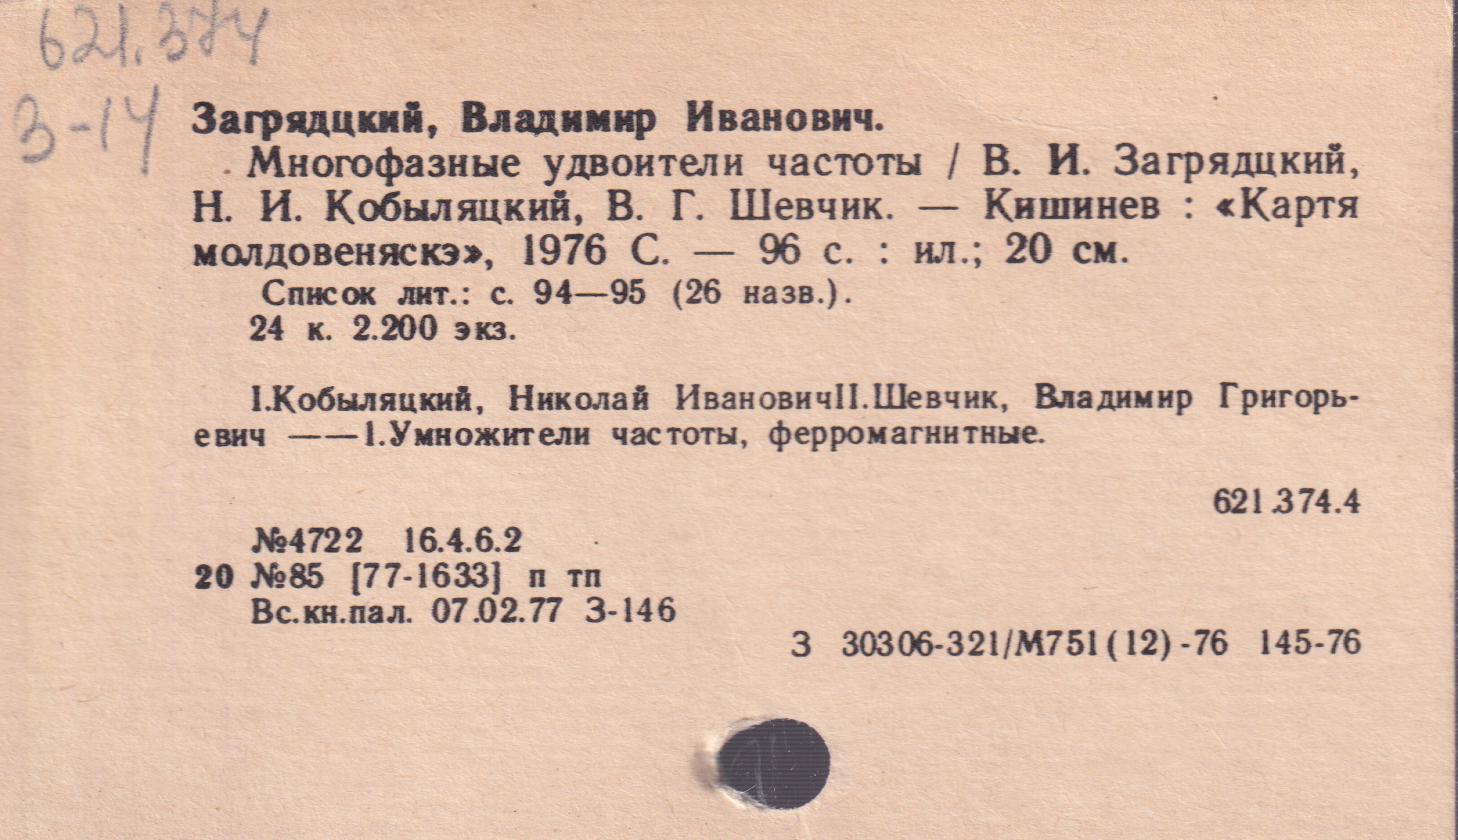 621.374
З-14
Загрядцкий, Владимир Иванович.
Многофазные удвоители частоты / В. И. Загрядцкий,
Н. И. Кобыляцкий, В. Г. Шевчик. — Кишинев : «Картя
молдовеняскэ», 1976 С. — 96 с. : ил.; 20 см.
Список лит.: с. 94—95 (26 назв.).
24 к. 2.200 экз.
I.Кобыляцкий, Николай ИвановичII.Шевчик, Владимир Григорь-
евич ——1.Умножители частоты, ферромагнитные.
621.374.4
№4722 16.4.6.2
20 №85 [77-1633] п тп
Вс.кн.пал. 07.02.77 З-146
З 30306-321/М751(12)-76 145-76